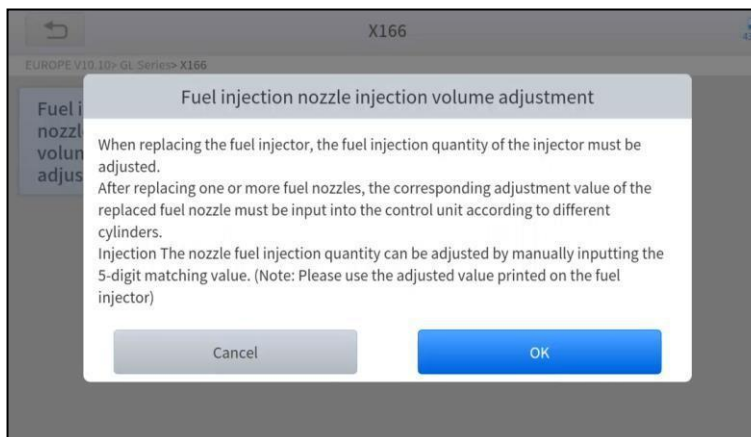 X166
EUROPE V10.10> GL Series> X166
Fuel i
nozzl
volun
adjus
Fuel injection nozzle injection volume adjustment
When replacing the fuel injector, the fuel injection quantity of the injector must be
adjusted.
After replacing one or more fuel nozzles, the corresponding adjustment value of the
replaced fuel nozzle must be input into the control unit according to different
cylinders.
Injection The nozzle fuel injection quantity can be adjusted by manually inputting the
5-digit matching value. (Note: Please use the adjusted value printed on the fuel
injector)
Cancel
OK